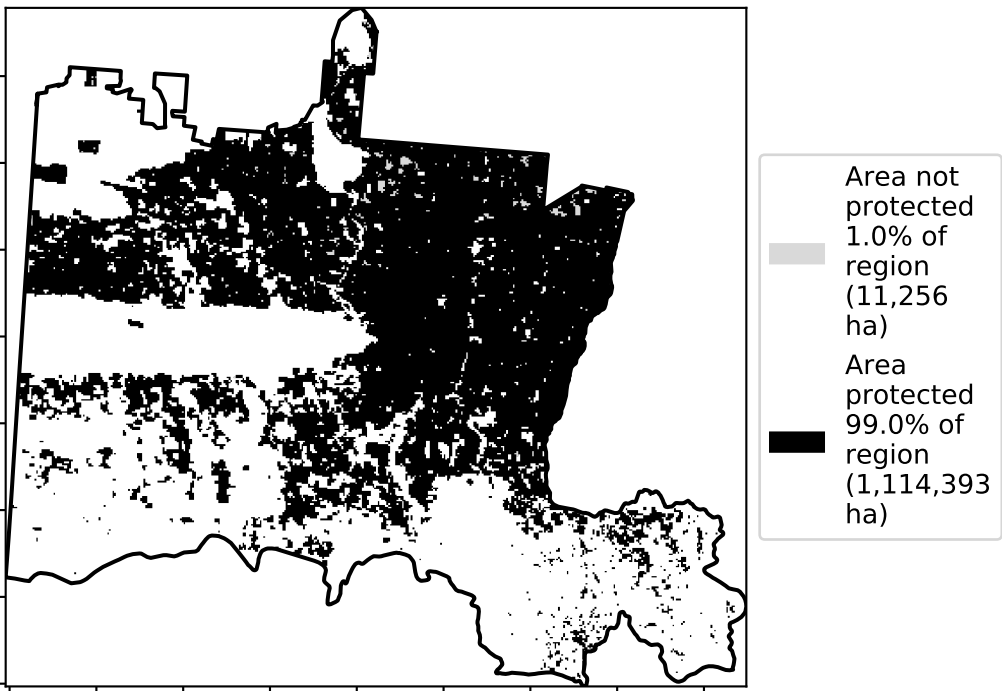 Area not
protected
1.0% of
region
(11,256
ha)
Area
protected
99.0% of
region
(1,114,393
ha)